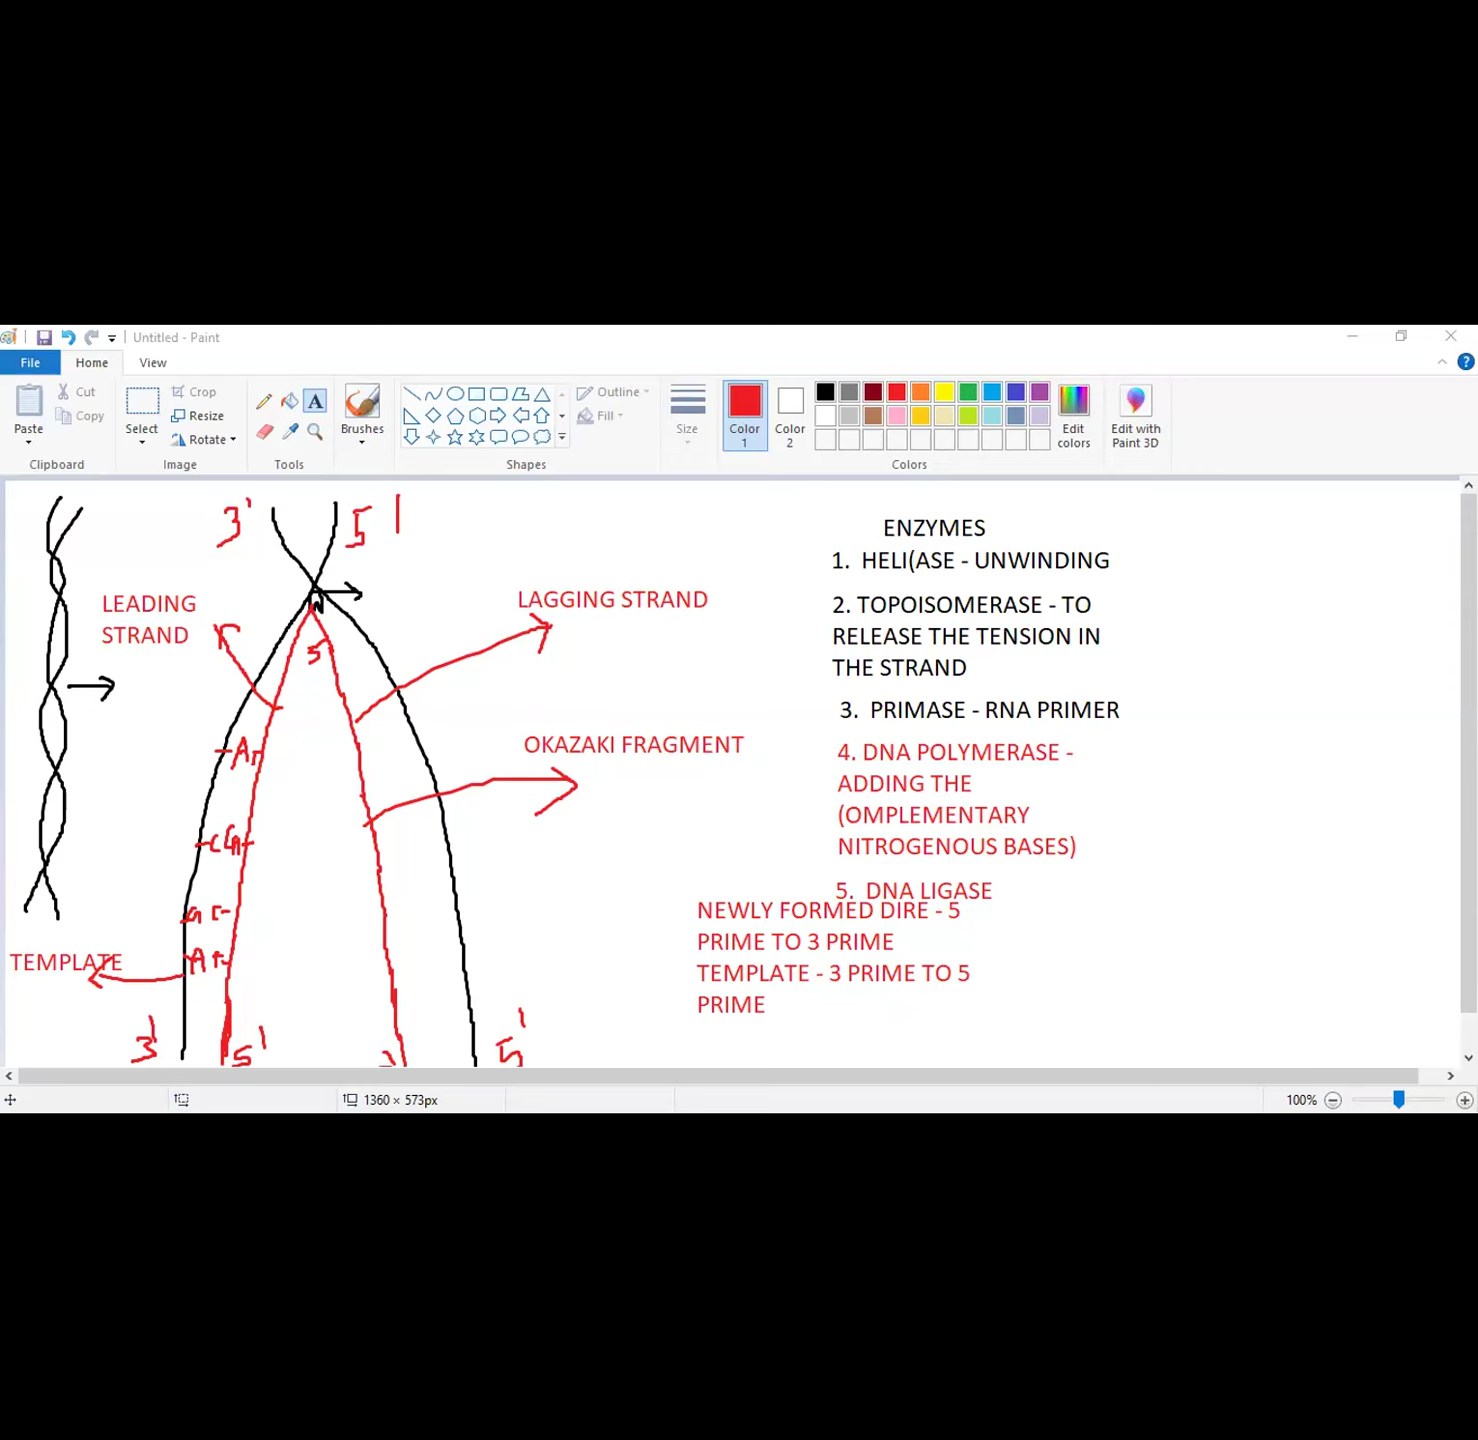 Untitled - Paint
File Home View
Cut
Copy
Paste
Clipboard
Select
Crop
Resize
Rotate
Image
Tools
Brushes
Shapes
Outline
Fill
Size
Color 1
Color 2
Colors
Edit colors
Edit with Paint 3D
3' 5'
LEADING
STRAND
LAGGING STRAND
5
OKAZAKI FRAGMENT
A
G
A
TEMPLATE
3' 5' 5'
ENZYMES
1. HELI(ASE - UNWINDING
2. TOPOISOMERASE - TO
RELEASE THE TENSION IN
THE STRAND
3. PRIMASE - RNA PRIMER
4. DNA POLYMERASE -
ADDING THE
(OMPLEMENTARY
NITROGENOUS BASES)
5. DNA LIGASE
NEWLY FORMED DIRE - 5
PRIME TO 3 PRIME
TEMPLATE - 3 PRIME TO 5
PRIME
1360 × 573px
100%